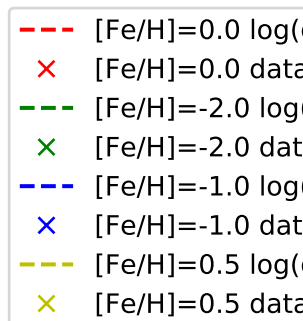 [Fe/H]=0.0 log(
[Fe/H]=0.0 data
[Fe/H]=-2.0 log(
[Fe/H]=-2.0 dat
[Fe/H]=-1.0 log(
[Fe/H]=-1.0 dat
[Fe/H]=0.5 log(
[Fe/H]=0.5 data